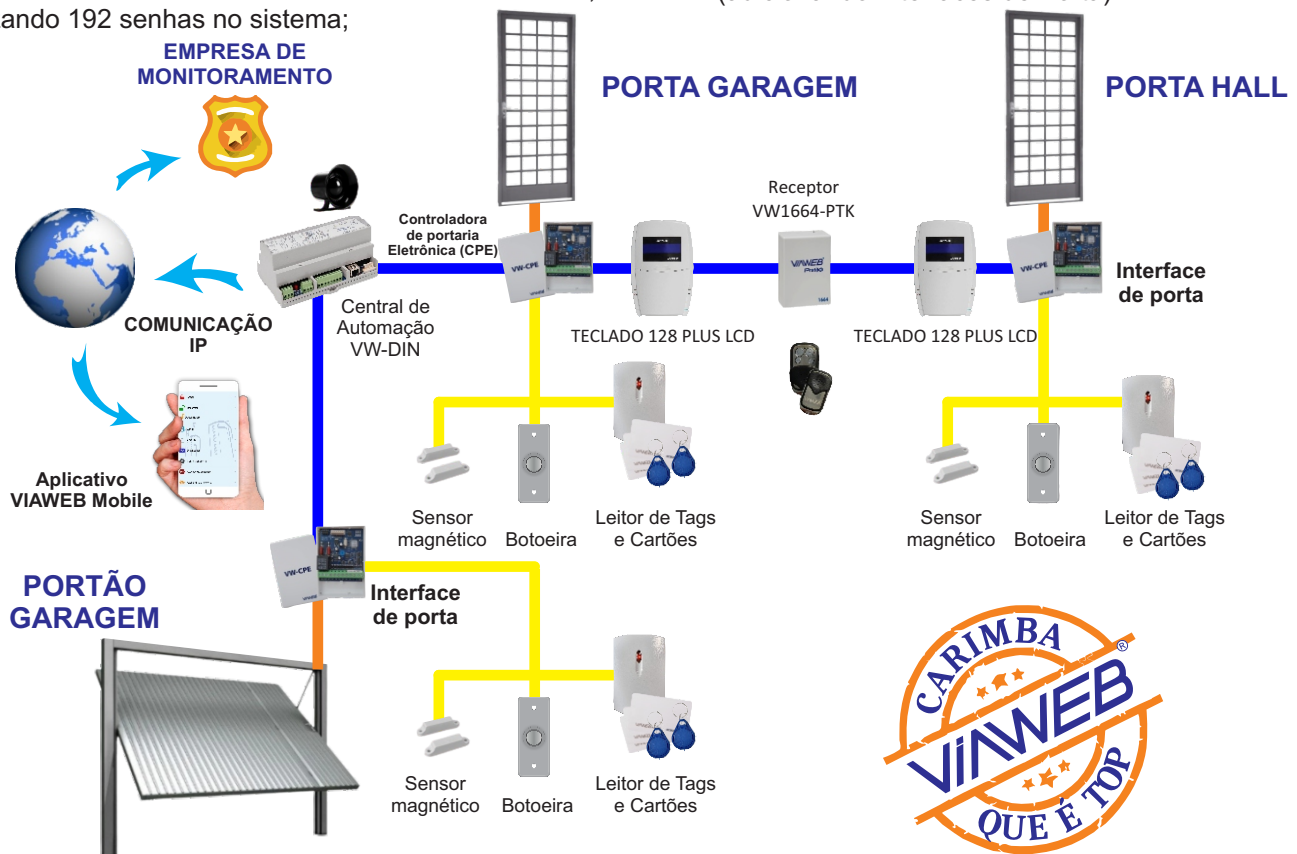 ando 192 senhas no sistema;
EMPRESA DE
MONITORAMENTO
PORTA GARAGEM
PORTA HALL
Receptor
VW1664-PTK
Controladora
de portaria
Eletrônica (CPE)
VW-CPE
VIAWEB
1664
VW-CPE
Interface
de porta
Central de
Automação
VW-DIN
COMUNICAÇÃO
IP
TECLADO 128 PLUS LCD
TECLADO 128 PLUS LCD
Aplicativo
VIAWEB Mobile
Sensor
magnético
Botoeira
Leitor de Tags
e Cartões
Sensor
magnético
Botoeira
Leitor de Tags
e Cartões
VW-CPE
Interface
de porta
PORTÃO
GARAGEM
Sensor
magnético
Botoeira
Leitor de Tags
e Cartões
CARIMBA
VIAWEB®
QUE É TOP